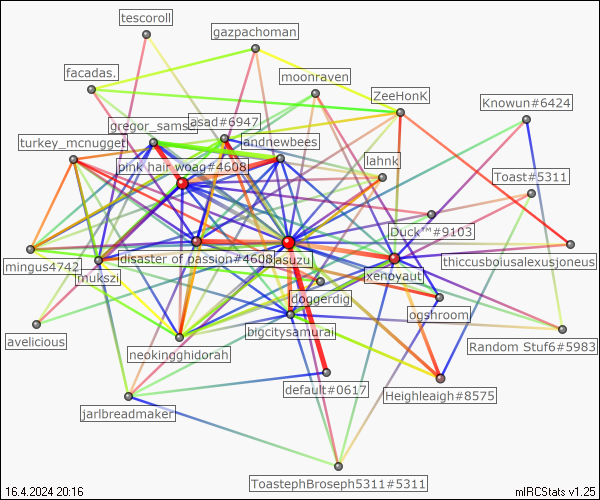 tescoroll
gazpachoman
facadas.
moonraven
ZeeHonK
Knowun#6424
gregor_samsa
asad#6947
turkey_mcnugget
landnewbees
pink hair woag#4608
lahnk
Toast#5311
Duck™#9103
mingus4742
mukszi
disaster of passion#4608
asuzu
xenoyaut
thiccusboiusalexusjoneus
doggerdig
ogshroom
avelicious
bigcitysamurai
neokingghidorah
Random Stuf6#5983
default#0617
Heighleigh#8575
jarlbreadmaker
ToastephBroseph5311#5311
16.4.2024 20:16
mIRCStats v1.25